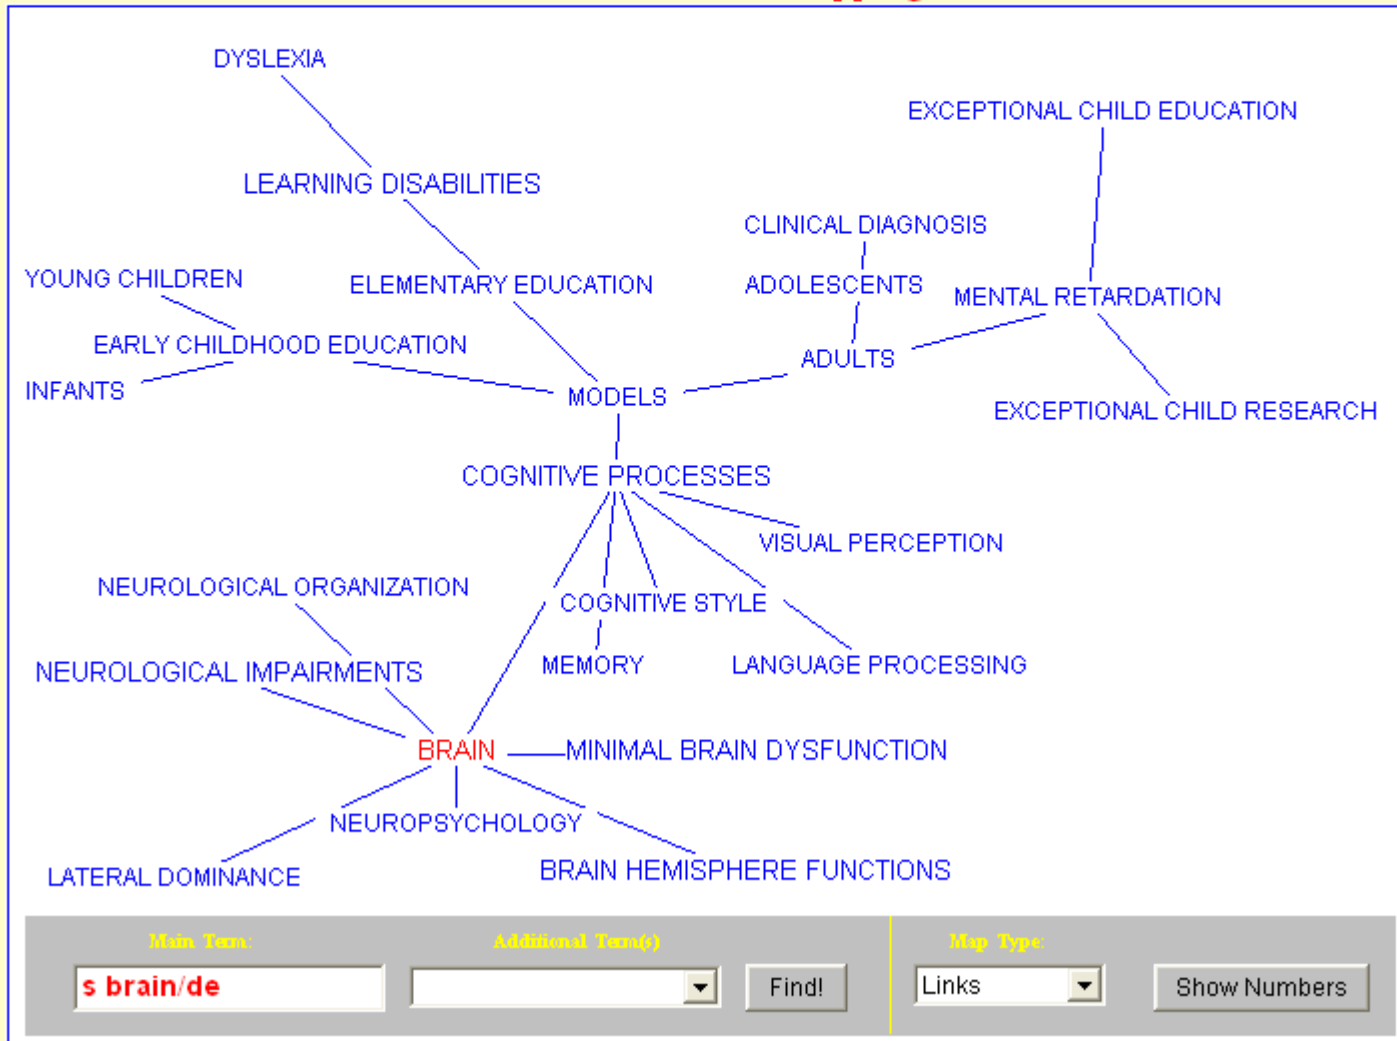 DYSLEXIA
EXCEPTIONAL CHILD EDUCATION
LEARNING DISABILITIES
CLINICAL DIAGNOSIS
YOUNG CHILDREN
ELEMENTARY EDUCATION
ADOLESCENTS
MENTAL RETARDATION
EARLY CHILDHOOD EDUCATION
ADULTS
INFANTS
MODELS
EXCEPTIONAL CHILD RESEARCH
COGNITIVE PROCESSES
VISUAL PERCEPTION
NEUROLOGICAL ORGANIZATION
COGNITIVE STYLE
NEUROLOGICAL IMPAIRMENTS
MEMORY
LANGUAGE PROCESSING
BRAIN
MINIMAL BRAIN DYSFUNCTION
NEUROPSYCHOLOGY
LATERAL DOMINANCE
BRAIN HEMISPHERE FUNCTIONS
Main Term:
Additional Term(s)
Map Type:
s brain/de
Find!
Links
Show Numbers